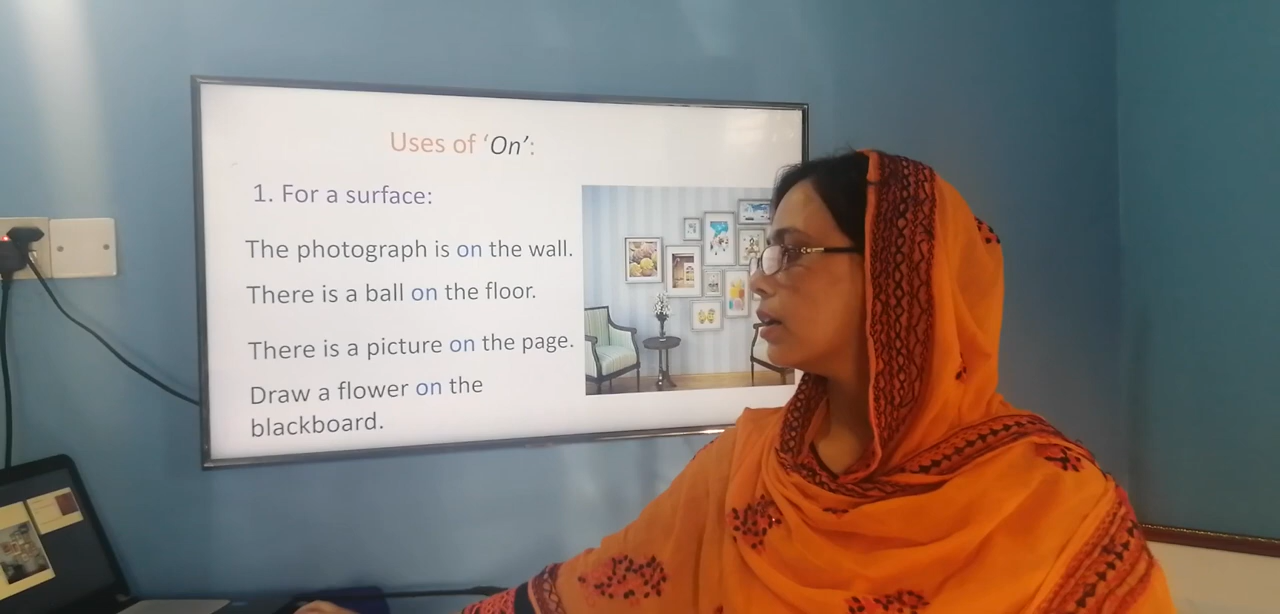 Uses of ‘On’:
1. For a surface:
The photograph is on the wall.
There is a ball on the floor.
There is a picture on the page.
Draw a flower on the
blackboard.